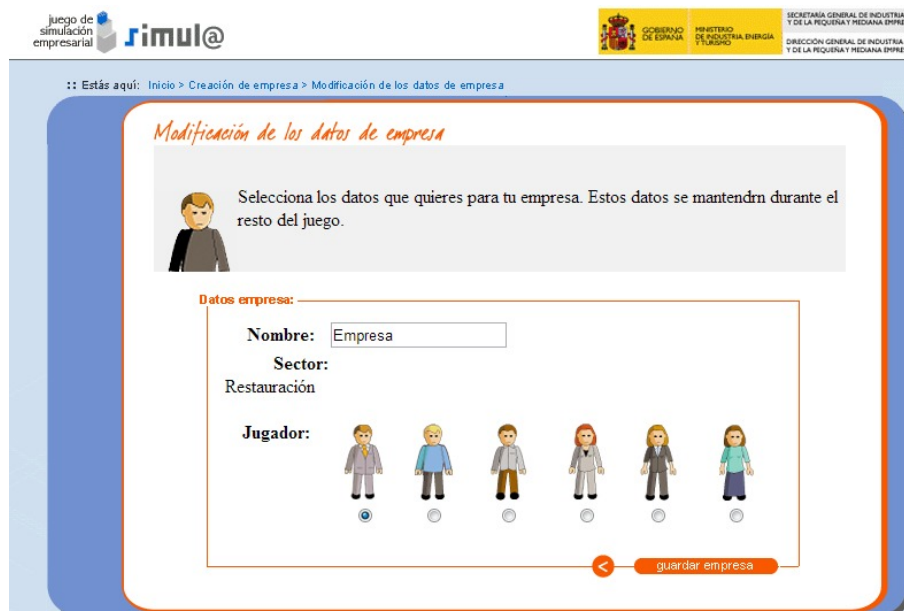 juego de
simulación
empresarial
simul@
GOBIERNO
DE ESPAÑA
MINISTERIO
DE INDUSTRIA, ENERGÍA
Y TURISMO
SECRETARÍA GENERAL DE INDUSTRIA
Y DE LA PEQUEÑA Y MEDIANA EMPRE
DIRECCIÓN GENERAL DE INDUSTRIA
Y DE LA PEQUEÑA Y MEDIANA EMPRE
:: Estás aquí: Inicio > Creación de empresa > Modificación de los datos de empresa
Modificación de los datos de empresa
Selecciona los datos que quieres para tu empresa. Estos datos se mantendrn durante el
resto del juego.
Datos empresa:
Nombre: Empresa
Sector:
Restauración
Jugador:
< guardar empresa